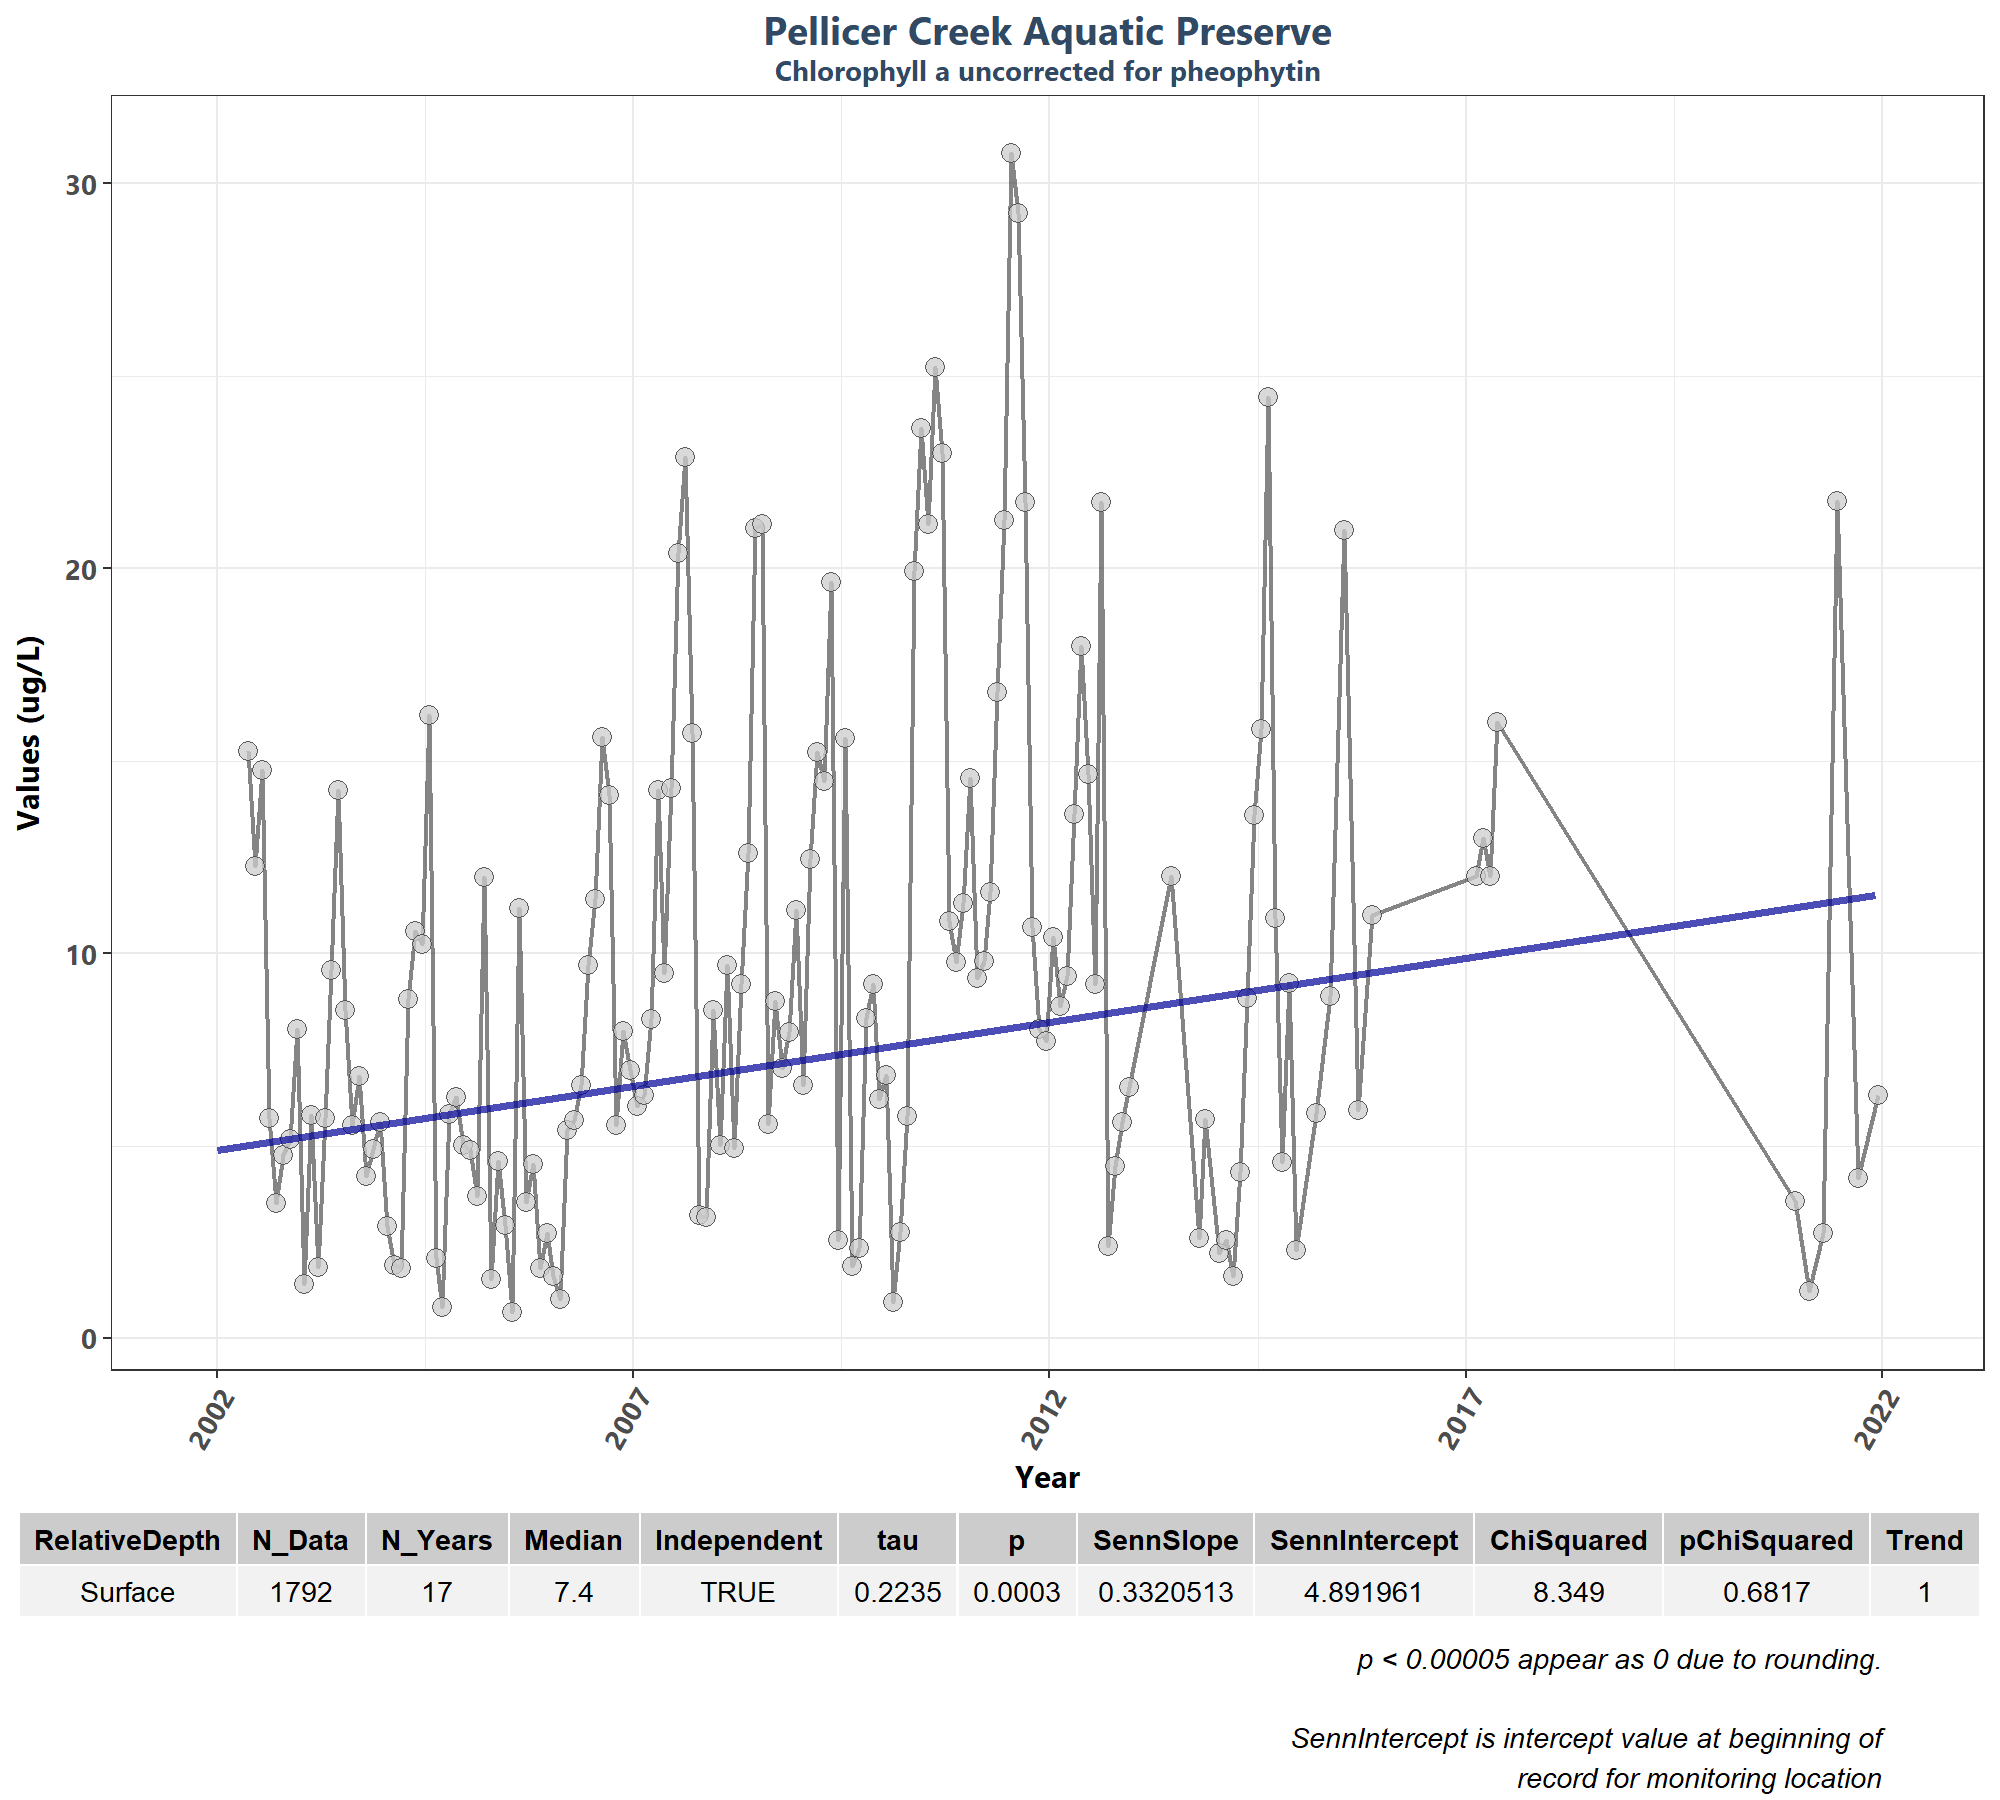 Pellicer Creek Aquatic Preserve
Chlorophyll a uncorrected for pheophytin
Values (ug/L)
30
20
10
0
2002 2007 2012 2017 2022
Year
RelativeDepth N_Data N_Years Median Independent tau p SennSlope SennIntercept ChiSquared pChiSquared Trend
Surface 1792 17 7.4 TRUE 0.2235 0.0003 0.3320513 4.891961 8.349 0.6817 1
p < 0.00005 appear as 0 due to rounding.
SennIntercept is intercept value at beginning of
record for monitoring location